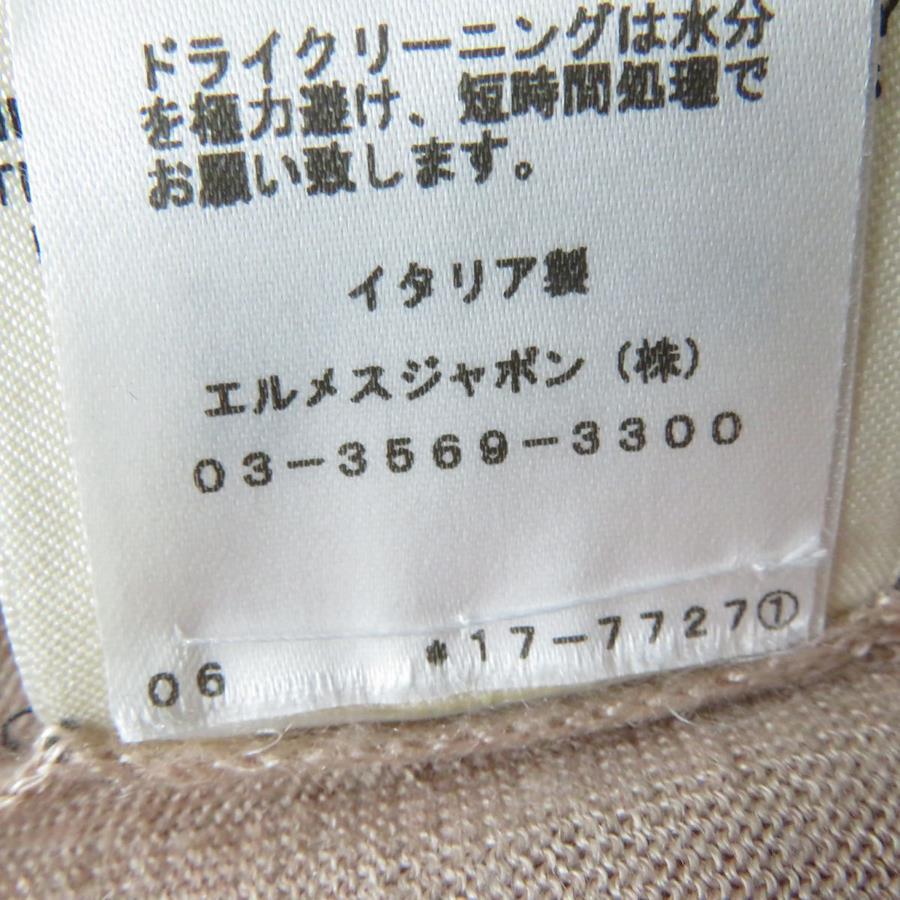 ドライクリーニングは水分
を極力避け、短時間処理で
お願い致します。
イタリア製
エルメスジャポン（株）
03-3569-3300
*17-7727①
06